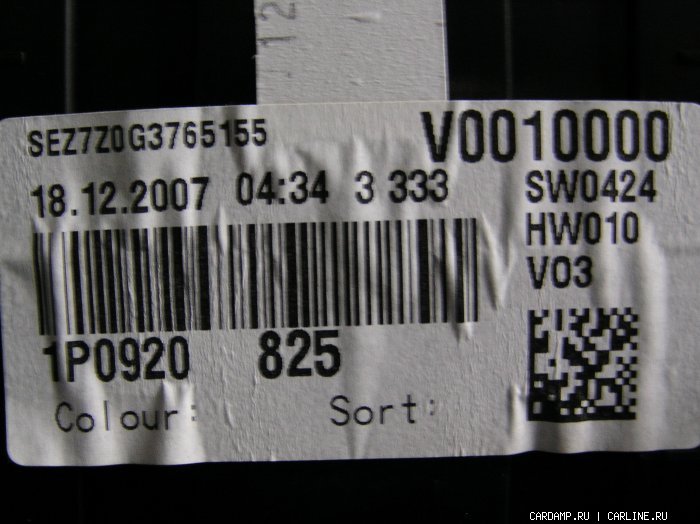 12
SEZ7Z0G3765155
V0010000
18.12.2007 04:34 3 333
SW0424
HW010
V03
1P0920 825
Colour: Sort:
CARDAMP.RU | CARLINE.RU